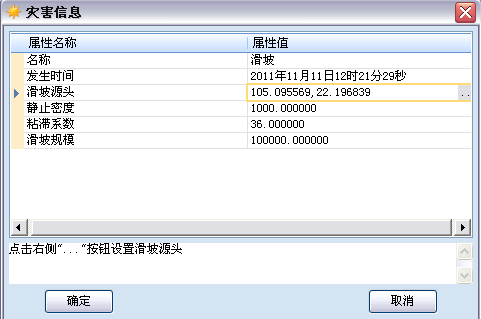 灾害信息
属性名称 属性值
名称 滑坡
发生时间 2011年11月11日12时21分29秒
滑坡源头 105.095569,22.196839 ..
静止密度 1000.000000
粘滞系数 36.000000
滑坡规模 100000.000000
点击右侧“...”按钮设置滑坡源头
确定 取消